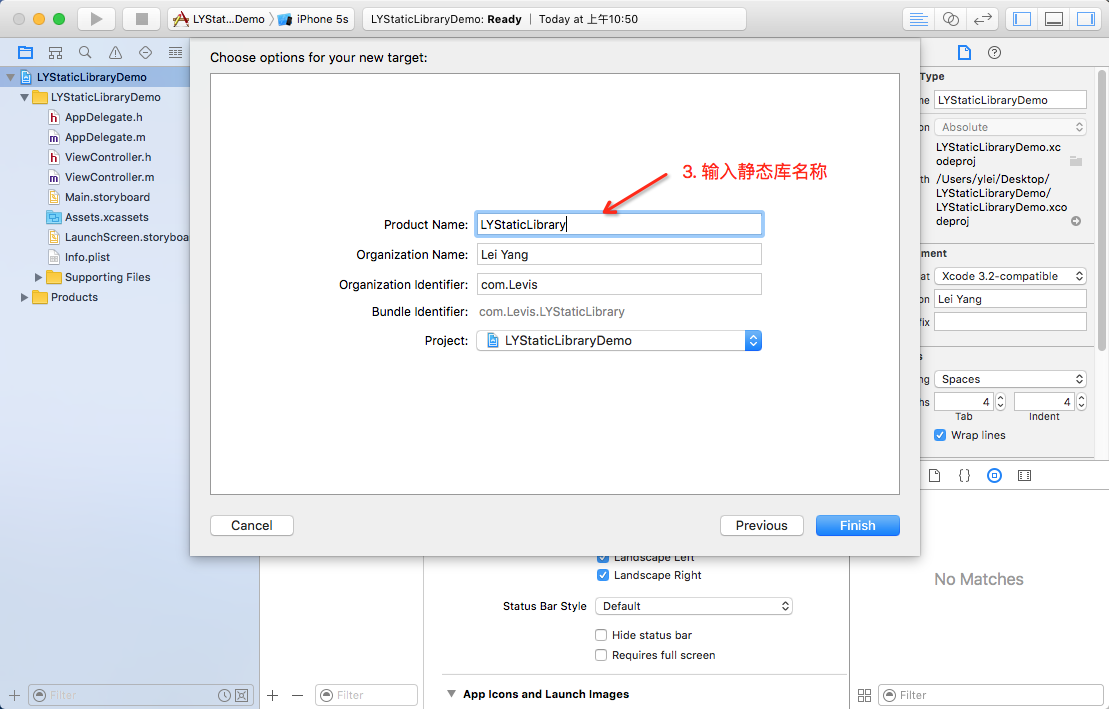 LYStat...Demo
iPhone 5s
LYStaticLibraryDemo: Ready | Today at 上午10:50
LYStaticLibraryDemo
LYStaticLibraryDemo
AppDelegate.h
AppDelegate.m
ViewController.h
ViewController.m
Main.storyboard
Assets.xcassets
LaunchScreen.storyboa
Info.plist
Supporting Files
Products
Filter
Choose options for your new target:
3. 输入静态库名称
Product Name: LYStaticLibrary
Organization Name: Lei Yang
Organization Identifier: com.Levis
Bundle Identifier: com.Levis.LYStaticLibrary
Project: LYStaticLibraryDemo
Cancel
Previous
Finish
Landscape Left
Landscape Right
Status Bar Style Default
Hide status bar
Requires full screen
App Icons and Launch Images
Filter
Type
me LYStaticLibraryDemo
on Absolute
LYStaticLibraryDemo.xc
odeproj
th /Users/ylei/Desktop/
LYStaticLibraryDemo/
LYStaticLibraryDemo.xco
deproj
ment
at Xcode 3.2-compatible
on Lei Yang
fix
s
ng Spaces
hs 4 4
Tab Indent
Wrap lines
{}
No Matches
Filter